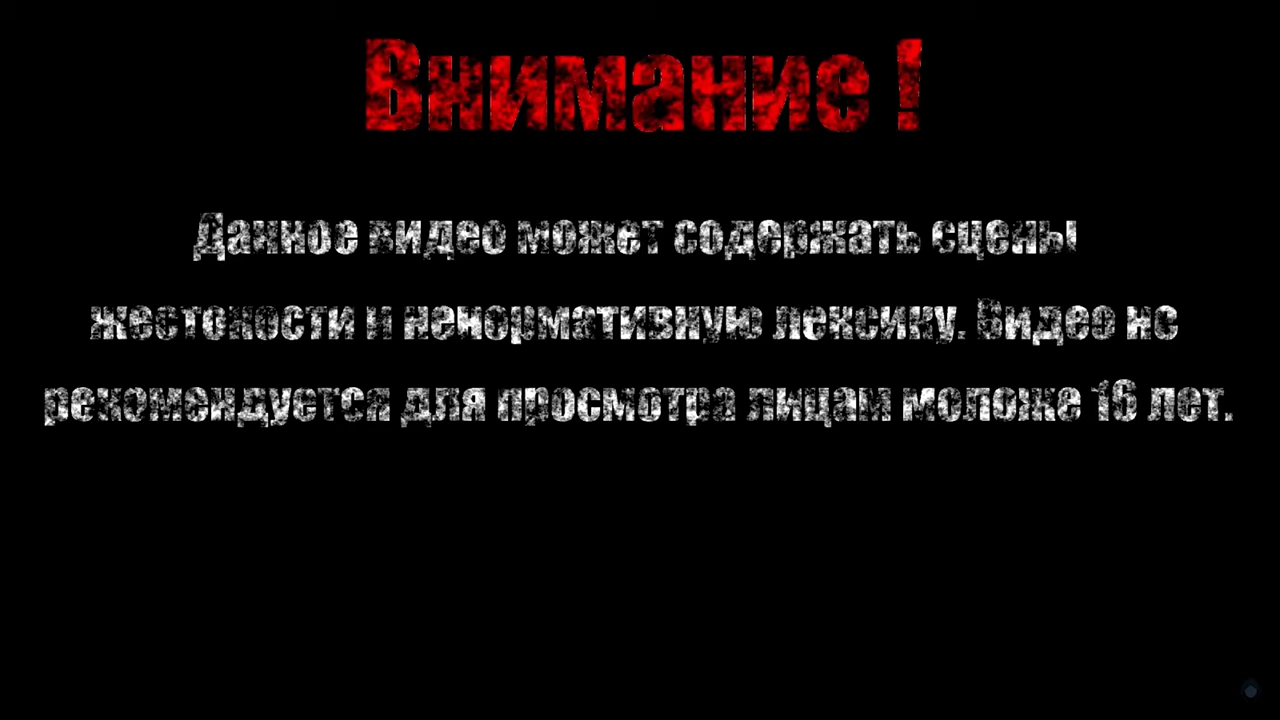 Внимание !
Данное видео может содержать сцены
жестокости и ненормативную лексику. Видео не
рекомендуется для просмотра лицам моложе 16 лет.